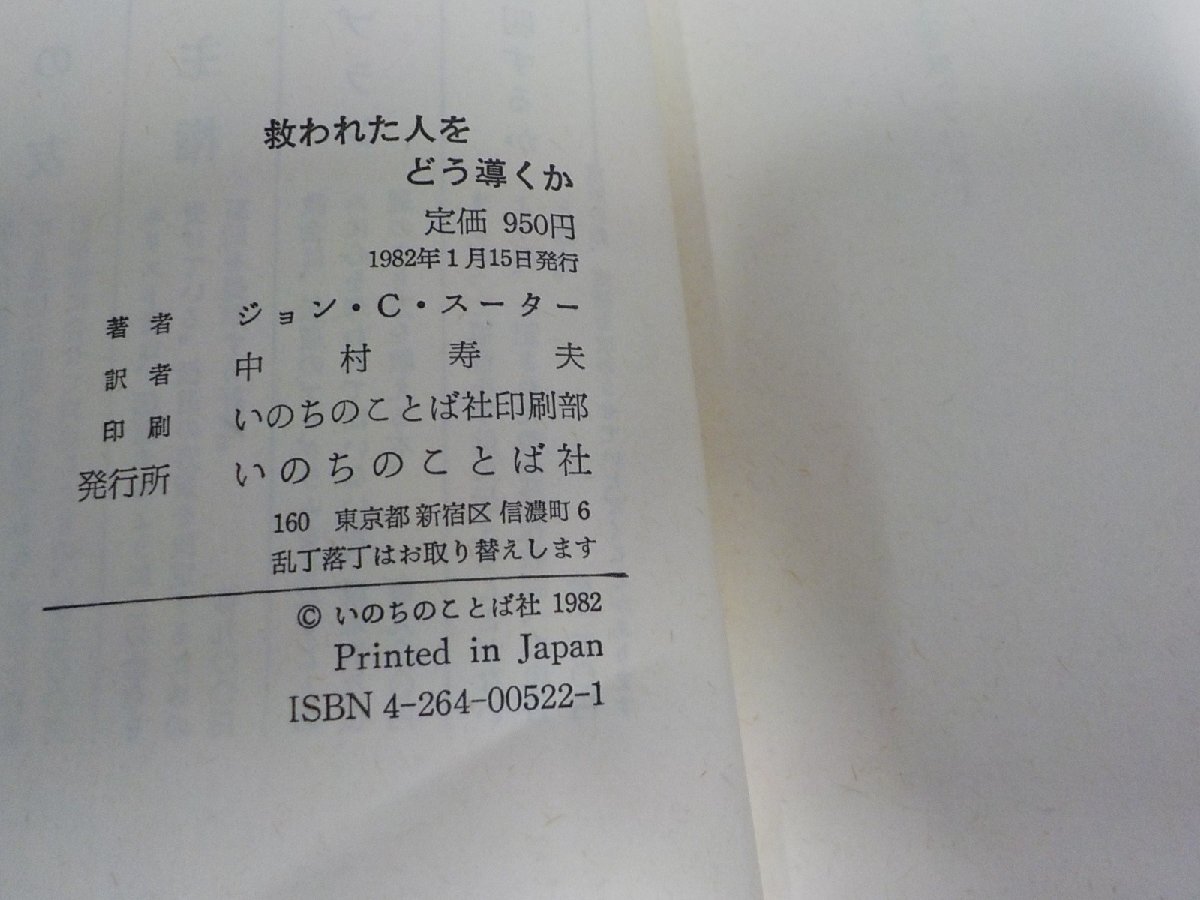 救われた人を
どう導くか
定価 950円
1982年1月15日発行
著者 ジョン・C・スーター
訳者 中村寿夫
印刷 いのちのことば社印刷部
発行所 いのちのことば社
160 東京都新宿区信濃町6
乱丁落丁はお取り替えします
© いのちのことば社 1982
Printed in Japan
ISBN 4-264-00522-1